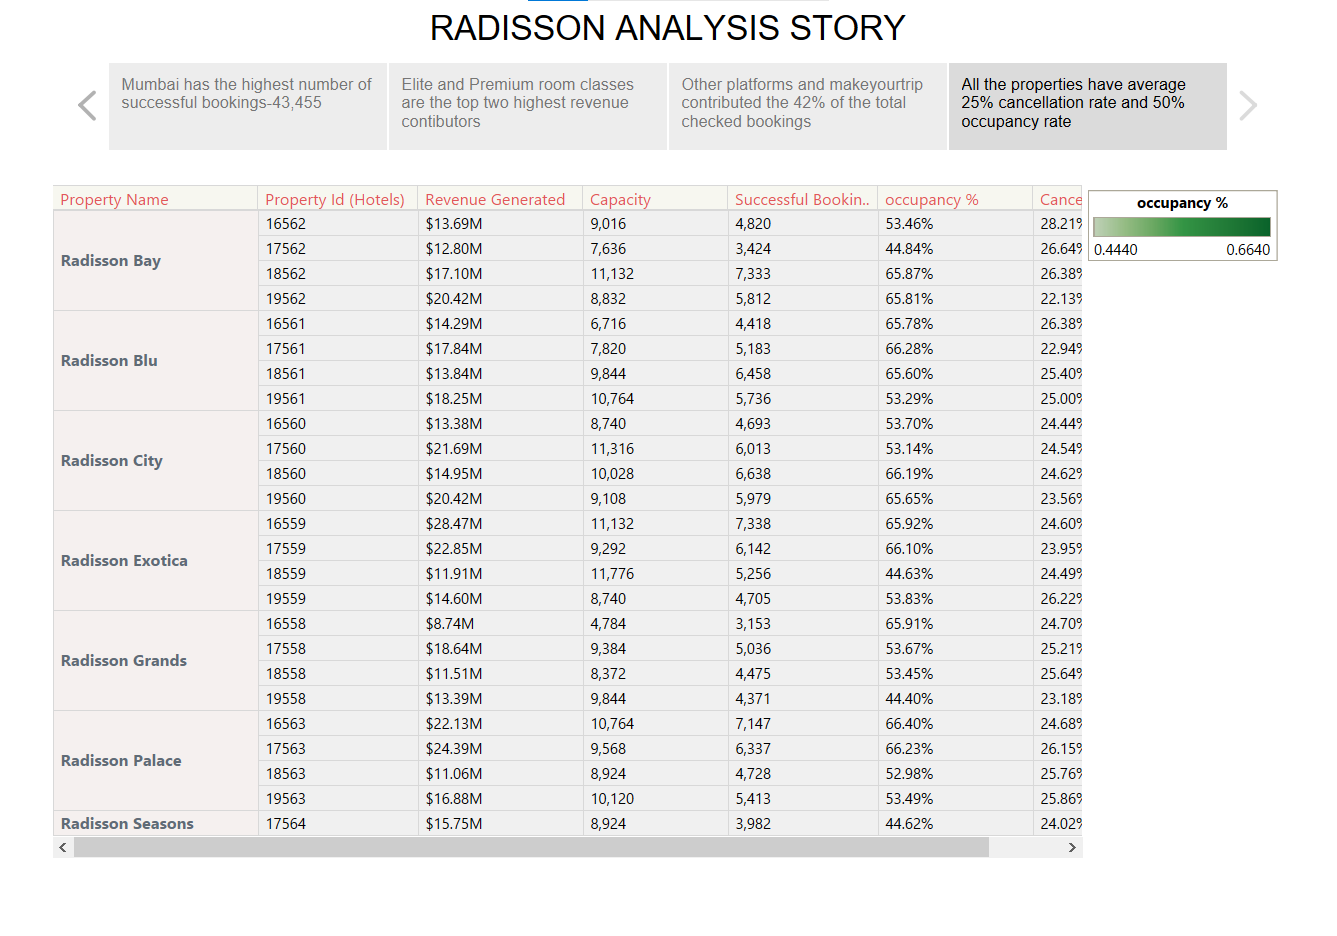 RADISSON ANALYSIS STORY
Mumbai has the highest number of
successful bookings-43,455
Elite and Premium room classes
are the top two highest revenue
contibutors
Other platforms and makeyourtrip
contributed the 42% of the total
checked bookings
All the properties have average
25% cancellation rate and 50%
occupancy rate
Property Name Property Id (Hotels) Revenue Generated Capacity Successful Bookin.. occupancy % Cance
Radisson Bay
16562 $13.69M 9,016 4,820 53.46% 28.21%
17562 $12.80M 7,636 3,424 44.84% 26.64%
18562 $17.10M 11,132 7,333 65.87% 26.38%
19562 $20.42M 8,832 5,812 65.81% 22.13%
Radisson Blu
16561 $14.29M 6,716 4,418 65.78% 26.38%
17561 $17.84M 7,820 5,183 66.28% 22.94%
18561 $13.84M 9,844 6,458 65.60% 25.40%
19561 $18.25M 10,764 5,736 53.29% 25.00%
Radisson City
16560 $13.38M 8,740 4,693 53.70% 24.44%
17560 $21.69M 11,316 6,013 53.14% 24.54%
18560 $14.95M 10,028 6,638 66.19% 24.62%
19560 $20.42M 9,108 5,979 65.65% 23.56%
Radisson Exotica
16559 $28.47M 11,132 7,338 65.92% 24.60%
17559 $22.85M 9,292 6,142 66.10% 23.95%
18559 $11.91M 11,776 5,256 44.63% 24.49%
19559 $14.60M 8,740 4,705 53.83% 26.22%
Radisson Grands
16558 $8.74M 4,784 3,153 65.91% 24.70%
17558 $18.64M 9,384 5,036 53.67% 25.21%
18558 $11.51M 8,372 4,475 53.45% 25.64%
19558 $13.39M 9,844 4,371 44.40% 23.18%
Radisson Palace
16563 $22.13M 10,764 7,147 66.40% 24.68%
17563 $24.39M 9,568 6,337 66.23% 26.15%
18563 $11.06M 8,924 4,728 52.98% 25.76%
19563 $16.88M 10,120 5,413 53.49% 25.86%
Radisson Seasons
17564 $15.75M 8,924 3,982 44.62% 24.02%
occupancy %
0.4440 0.6640